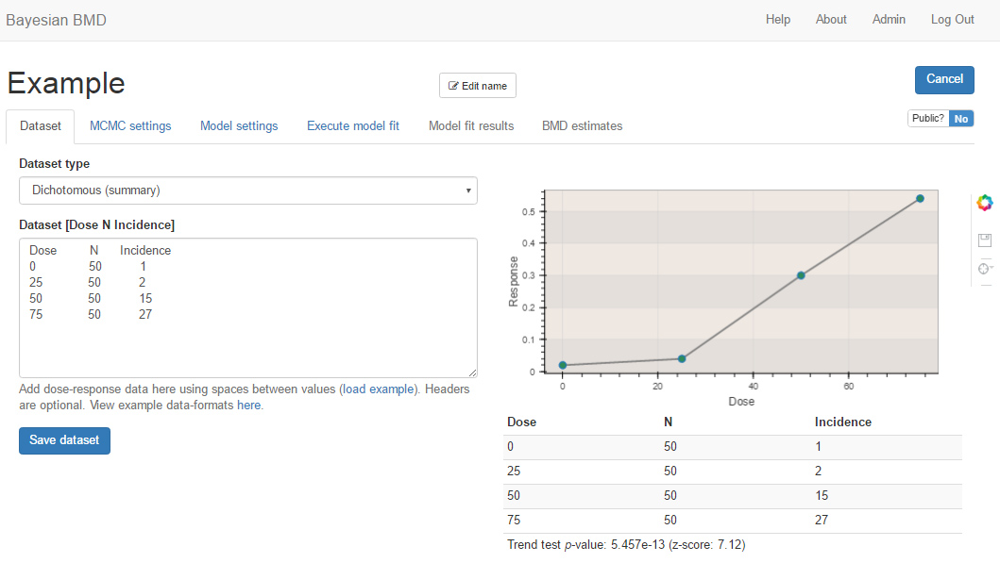 Bayesian BMD Help About Admin Log Out
Example Edit name Cancel
Dataset MCMC settings Model settings Execute model fit Model fit results BMD estimates Public? No
Dataset type
Dichotomous (summary)
Dataset [Dose N Incidence]
Dose N Incidence
0 50 1
25 50 2
50 50 15
75 50 27
Add dose-response data here using spaces between values (load example). Headers
are optional. View example data-formats here.
Save dataset
Response
0.5
0.4
0.3
0.2
0.1
0
0 20 40 60
Dose
Dose N Incidence
0 50 1
25 50 2
50 50 15
75 50 27
Trend test p-value: 5.457e-13 (z-score: 7.12)